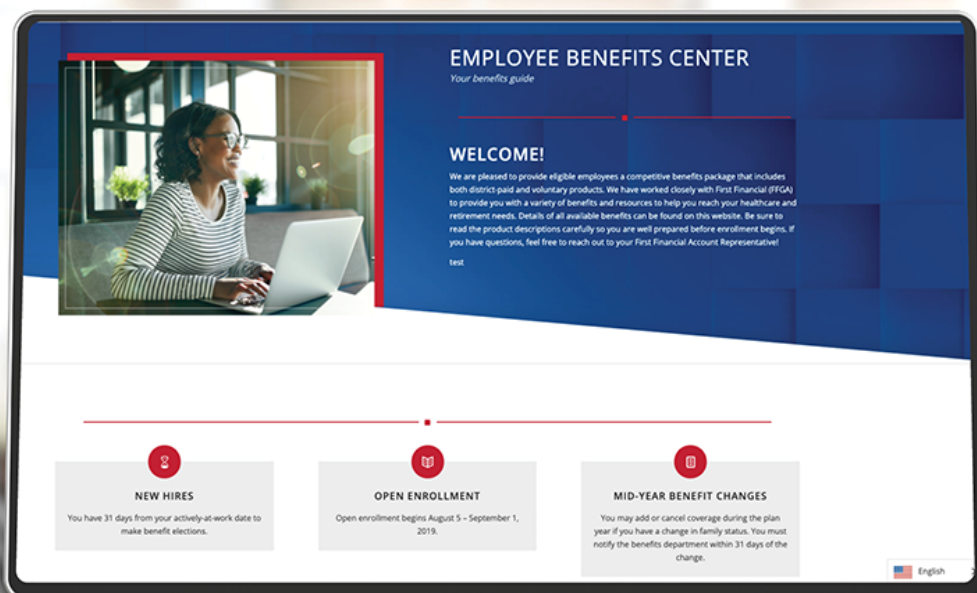 EMPLOYEE BENEFITS CENTER
Your benefits guide
WELCOME!
We are pleased to provide eligible employees a competitive benefits package that includes
both district-paid and voluntary products. We have worked closely with First Financial (FFGA)
to provide you with a variety of benefits and resources to help you reach your healthcare and
retirement needs. Details of all available benefits can be found on this website. Be sure to
read the product descriptions carefully so you are well prepared before enrollment begins. If
you have questions, feel free to reach out to your First Financial Account Representative!
test
NEW HIRES
You have 31 days from your actively-at-work date to
make benefit elections.
OPEN ENROLLMENT
Open enrollment begins August 5 – September 1,
2019.
MID-YEAR BENEFIT CHANGES
You may add or cancel coverage during the plan
year if you have a change in family status. You must
notify the benefits department within 31 days of the
change.
English